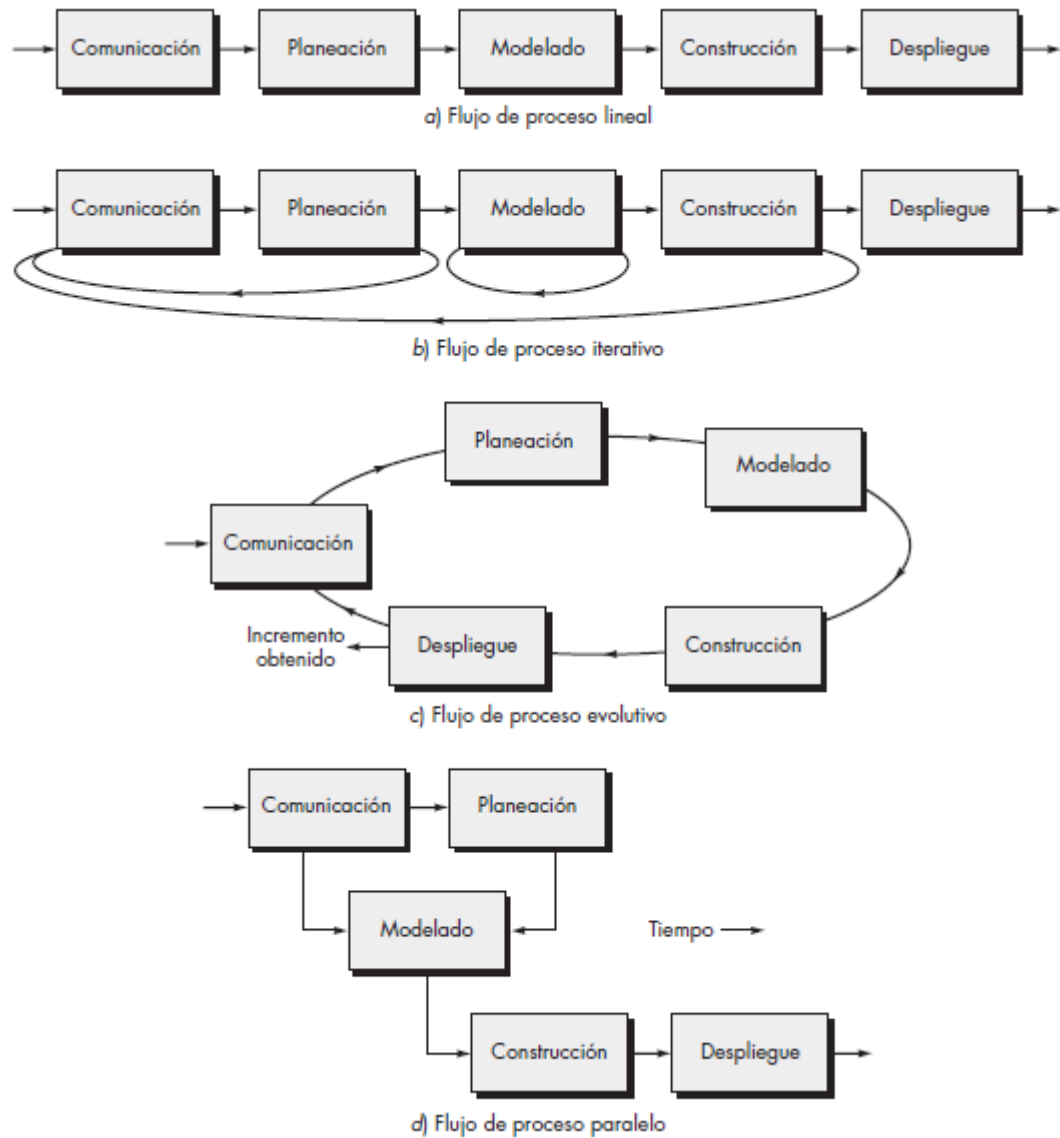 Comunicación Planeación Modelado Construcción Despliegue
a) Flujo de proceso lineal
Comunicación Planeación Modelado Construcción Despliegue
b) Flujo de proceso iterativo
Planeación
Modelado
Comunicación
Incremento
obtenido
Despliegue
Construcción
c) Flujo de proceso evolutivo
Comunicación Planeación
Modelado
Tiempo
Construcción Despliegue
d) Flujo de proceso paralelo